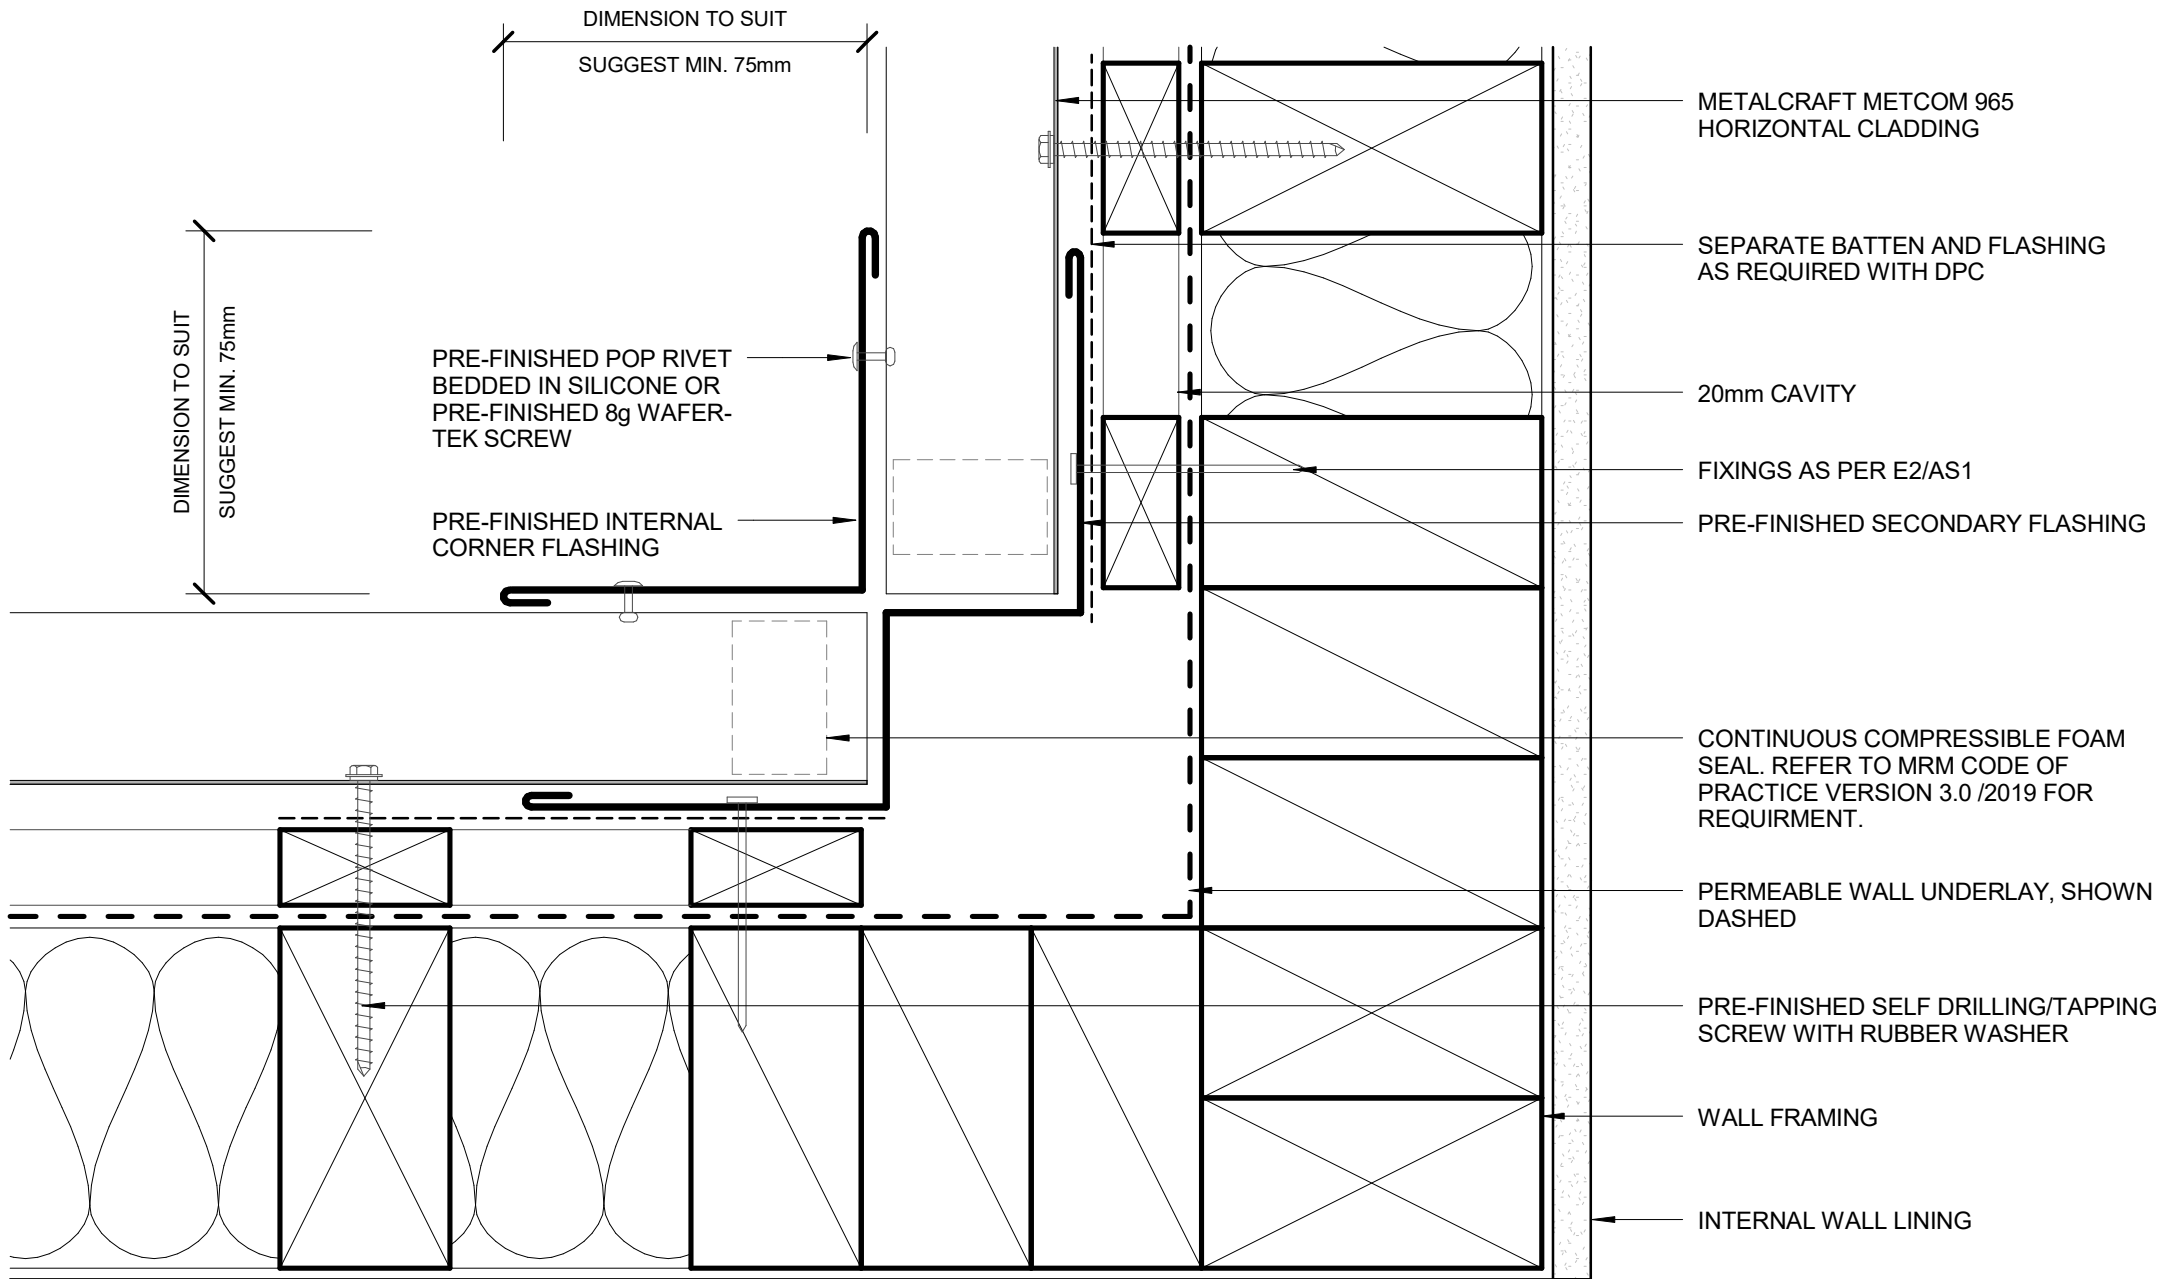 DIMENSION TO SUIT
SUGGEST MIN. 75mm
DIMENSION TO SUIT
SUGGEST MIN. 75mm
PRE-FINISHED POP RIVET
BEDDED IN SILICONE OR
PRE-FINISHED 8g WAFER-
TEK SCREW
PRE-FINISHED INTERNAL
CORNER FLASHING
METALCRAFT METCOM 965
HORIZONTAL CLADDING
SEPARATE BATTEN AND FLASHING
AS REQUIRED WITH DPC
20mm CAVITY
FIXINGS AS PER E2/AS1
PRE-FINISHED SECONDARY FLASHING
CONTINUOUS COMPRESSIBLE FOAM
SEAL. REFER TO MRM CODE OF
PRACTICE VERSION 3.0 /2019 FOR
REQUIRMENT.
PERMEABLE WALL UNDERLAY, SHOWN
DASHED
PRE-FINISHED SELF DRILLING/TAPPING
SCREW WITH RUBBER WASHER
WALL FRAMING
INTERNAL WALL LINING